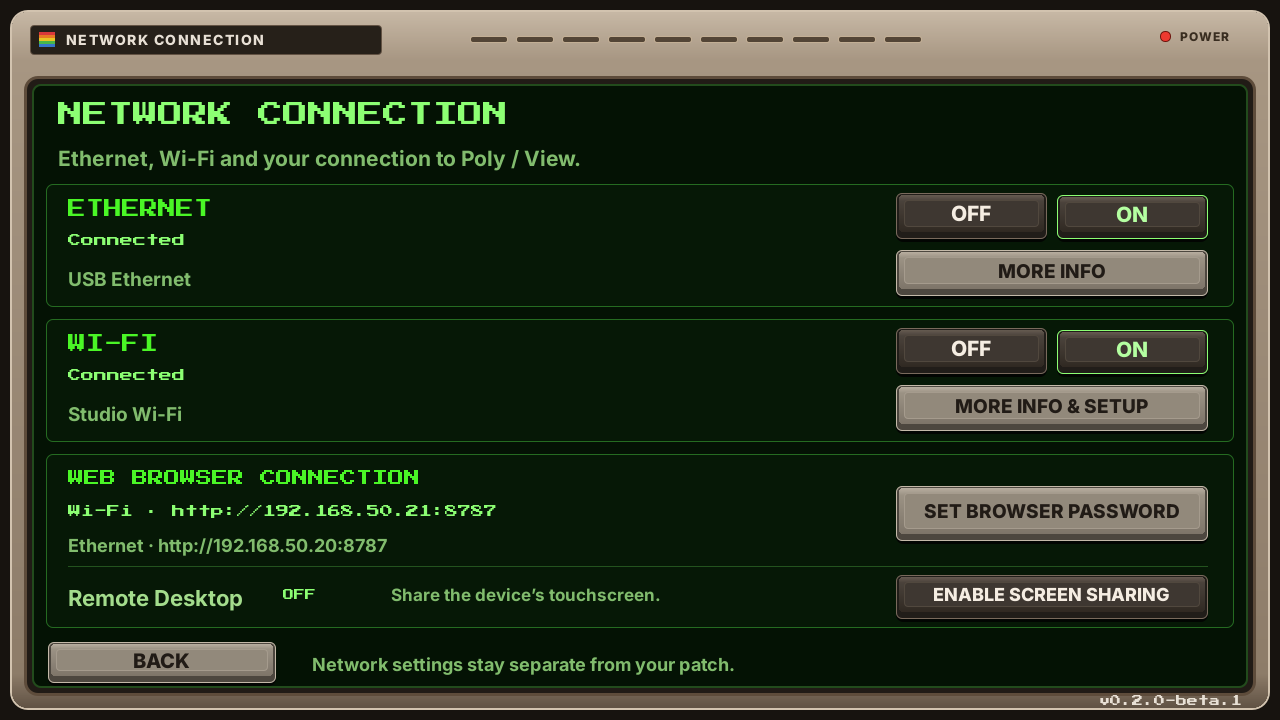 NETWORK CONNECTION
POWER
NETWORK CONNECTION
Ethernet, Wi-Fi and your connection to Poly / View.
ETHERNET
Connected
USB Ethernet
OFF
ON
MORE INFO
WI-FI
Connected
Studio Wi-Fi
OFF
ON
MORE INFO & SETUP
WEB BROWSER CONNECTION
Wi-Fi · http://192.168.50.21:8787
Ethernet · http://192.168.50.20:8787
SET BROWSER PASSWORD
Remote Desktop
OFF
Share the device’s touchscreen.
ENABLE SCREEN SHARING
BACK
Network settings stay separate from your patch.
v0.2.0-beta.1